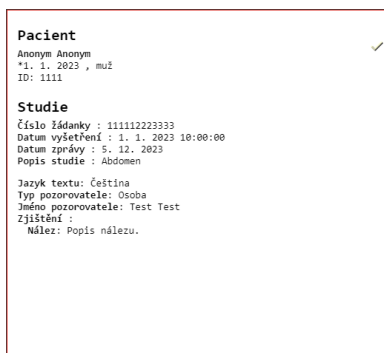 Pacient
Anonym Anonym
*1. 1. 2023 , muž
ID: 1111
Studie
Číslo žádanky : 111112223333
Datum vyšetření : 1. 1. 2023 10:00:00
Datum zprávy : 5. 12. 2023
Popis studie : Abdomen
Jazyk textu: Čeština
Typ pozorovatele: Osoba
Jméno pozorovatele: Test Test
Zjištění :
Nález: Popis nálezu.